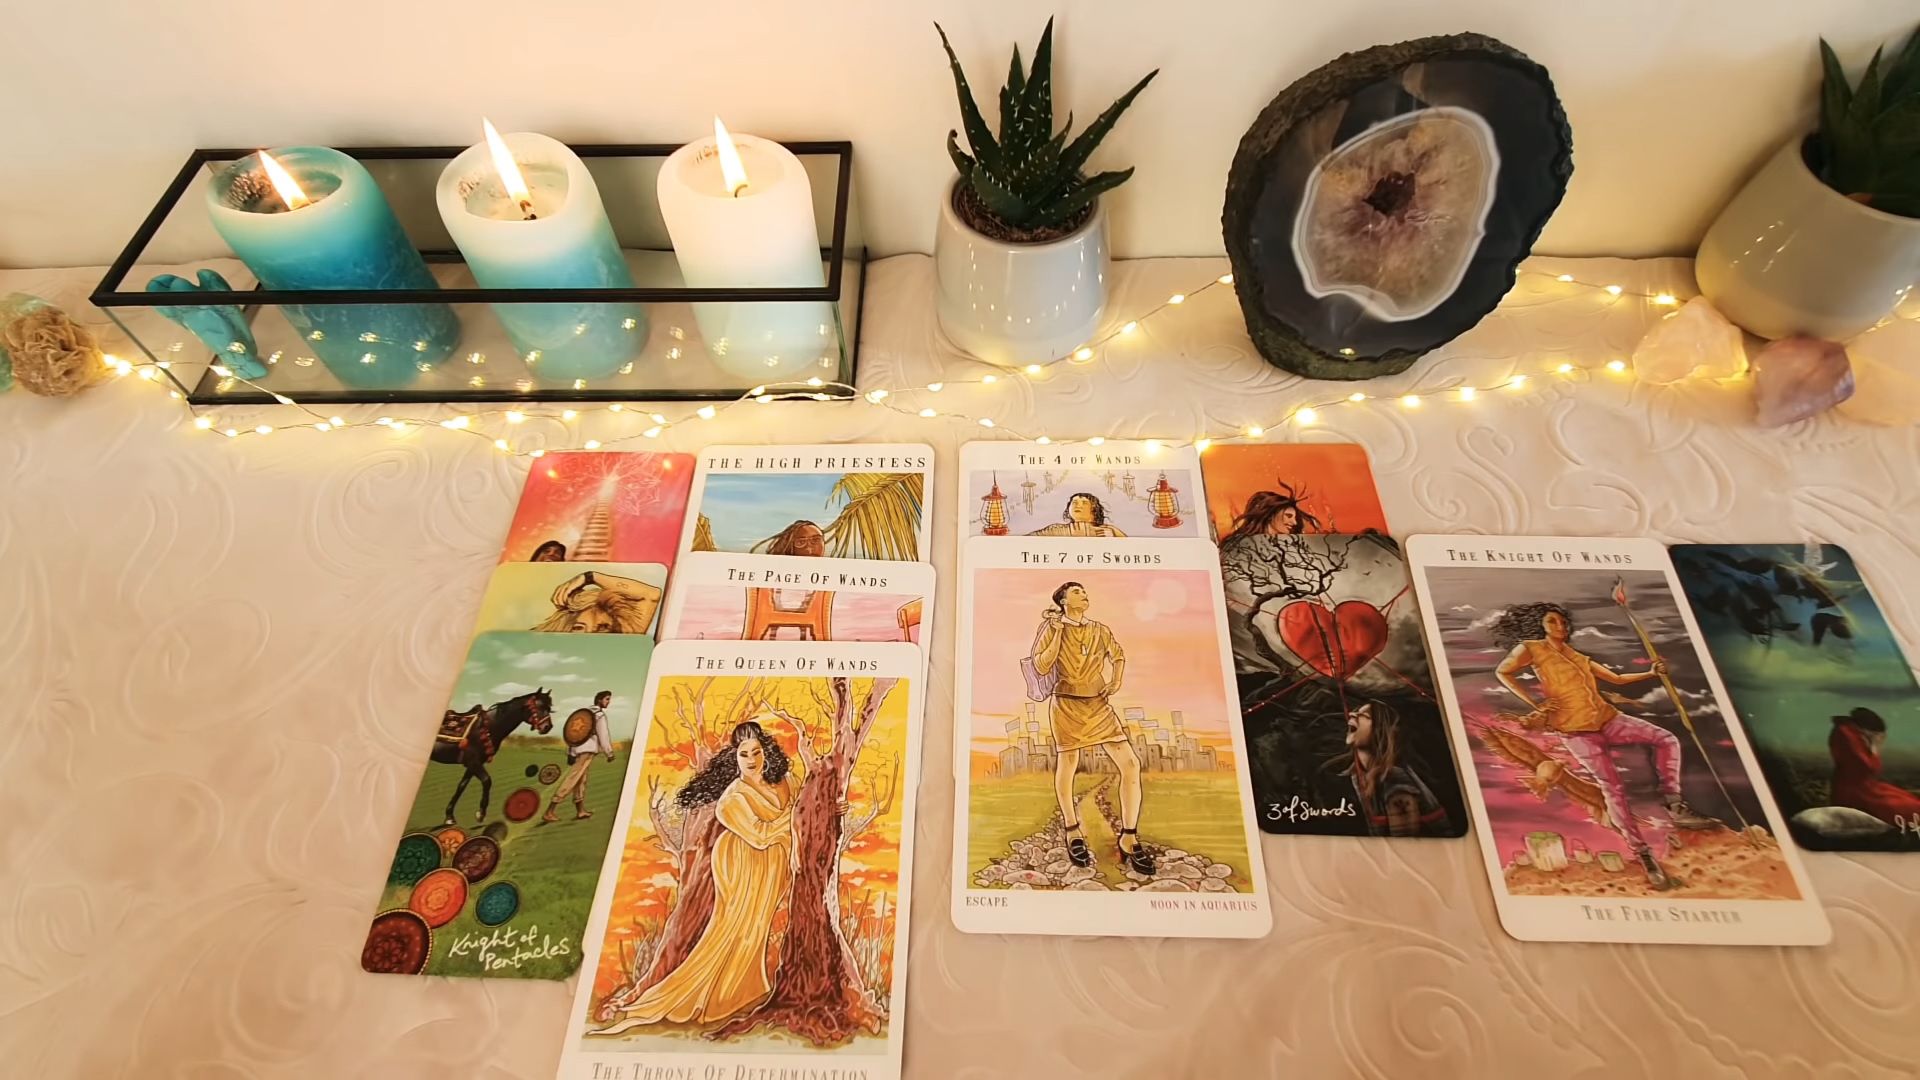 THE HIGH PRIESTESS
THE 4 OF WANDS
THE PAGE OF WANDS
THE QUEEN OF WANDS
THE 7 OF SWORDS
THE KNIGHT OF WANDS
3 of Swords
ESCAPE
MOON IN AQUARIUS
THE FIRE STARTER
Knight of
Pentacles
THE THRONE OF DETERMINATION